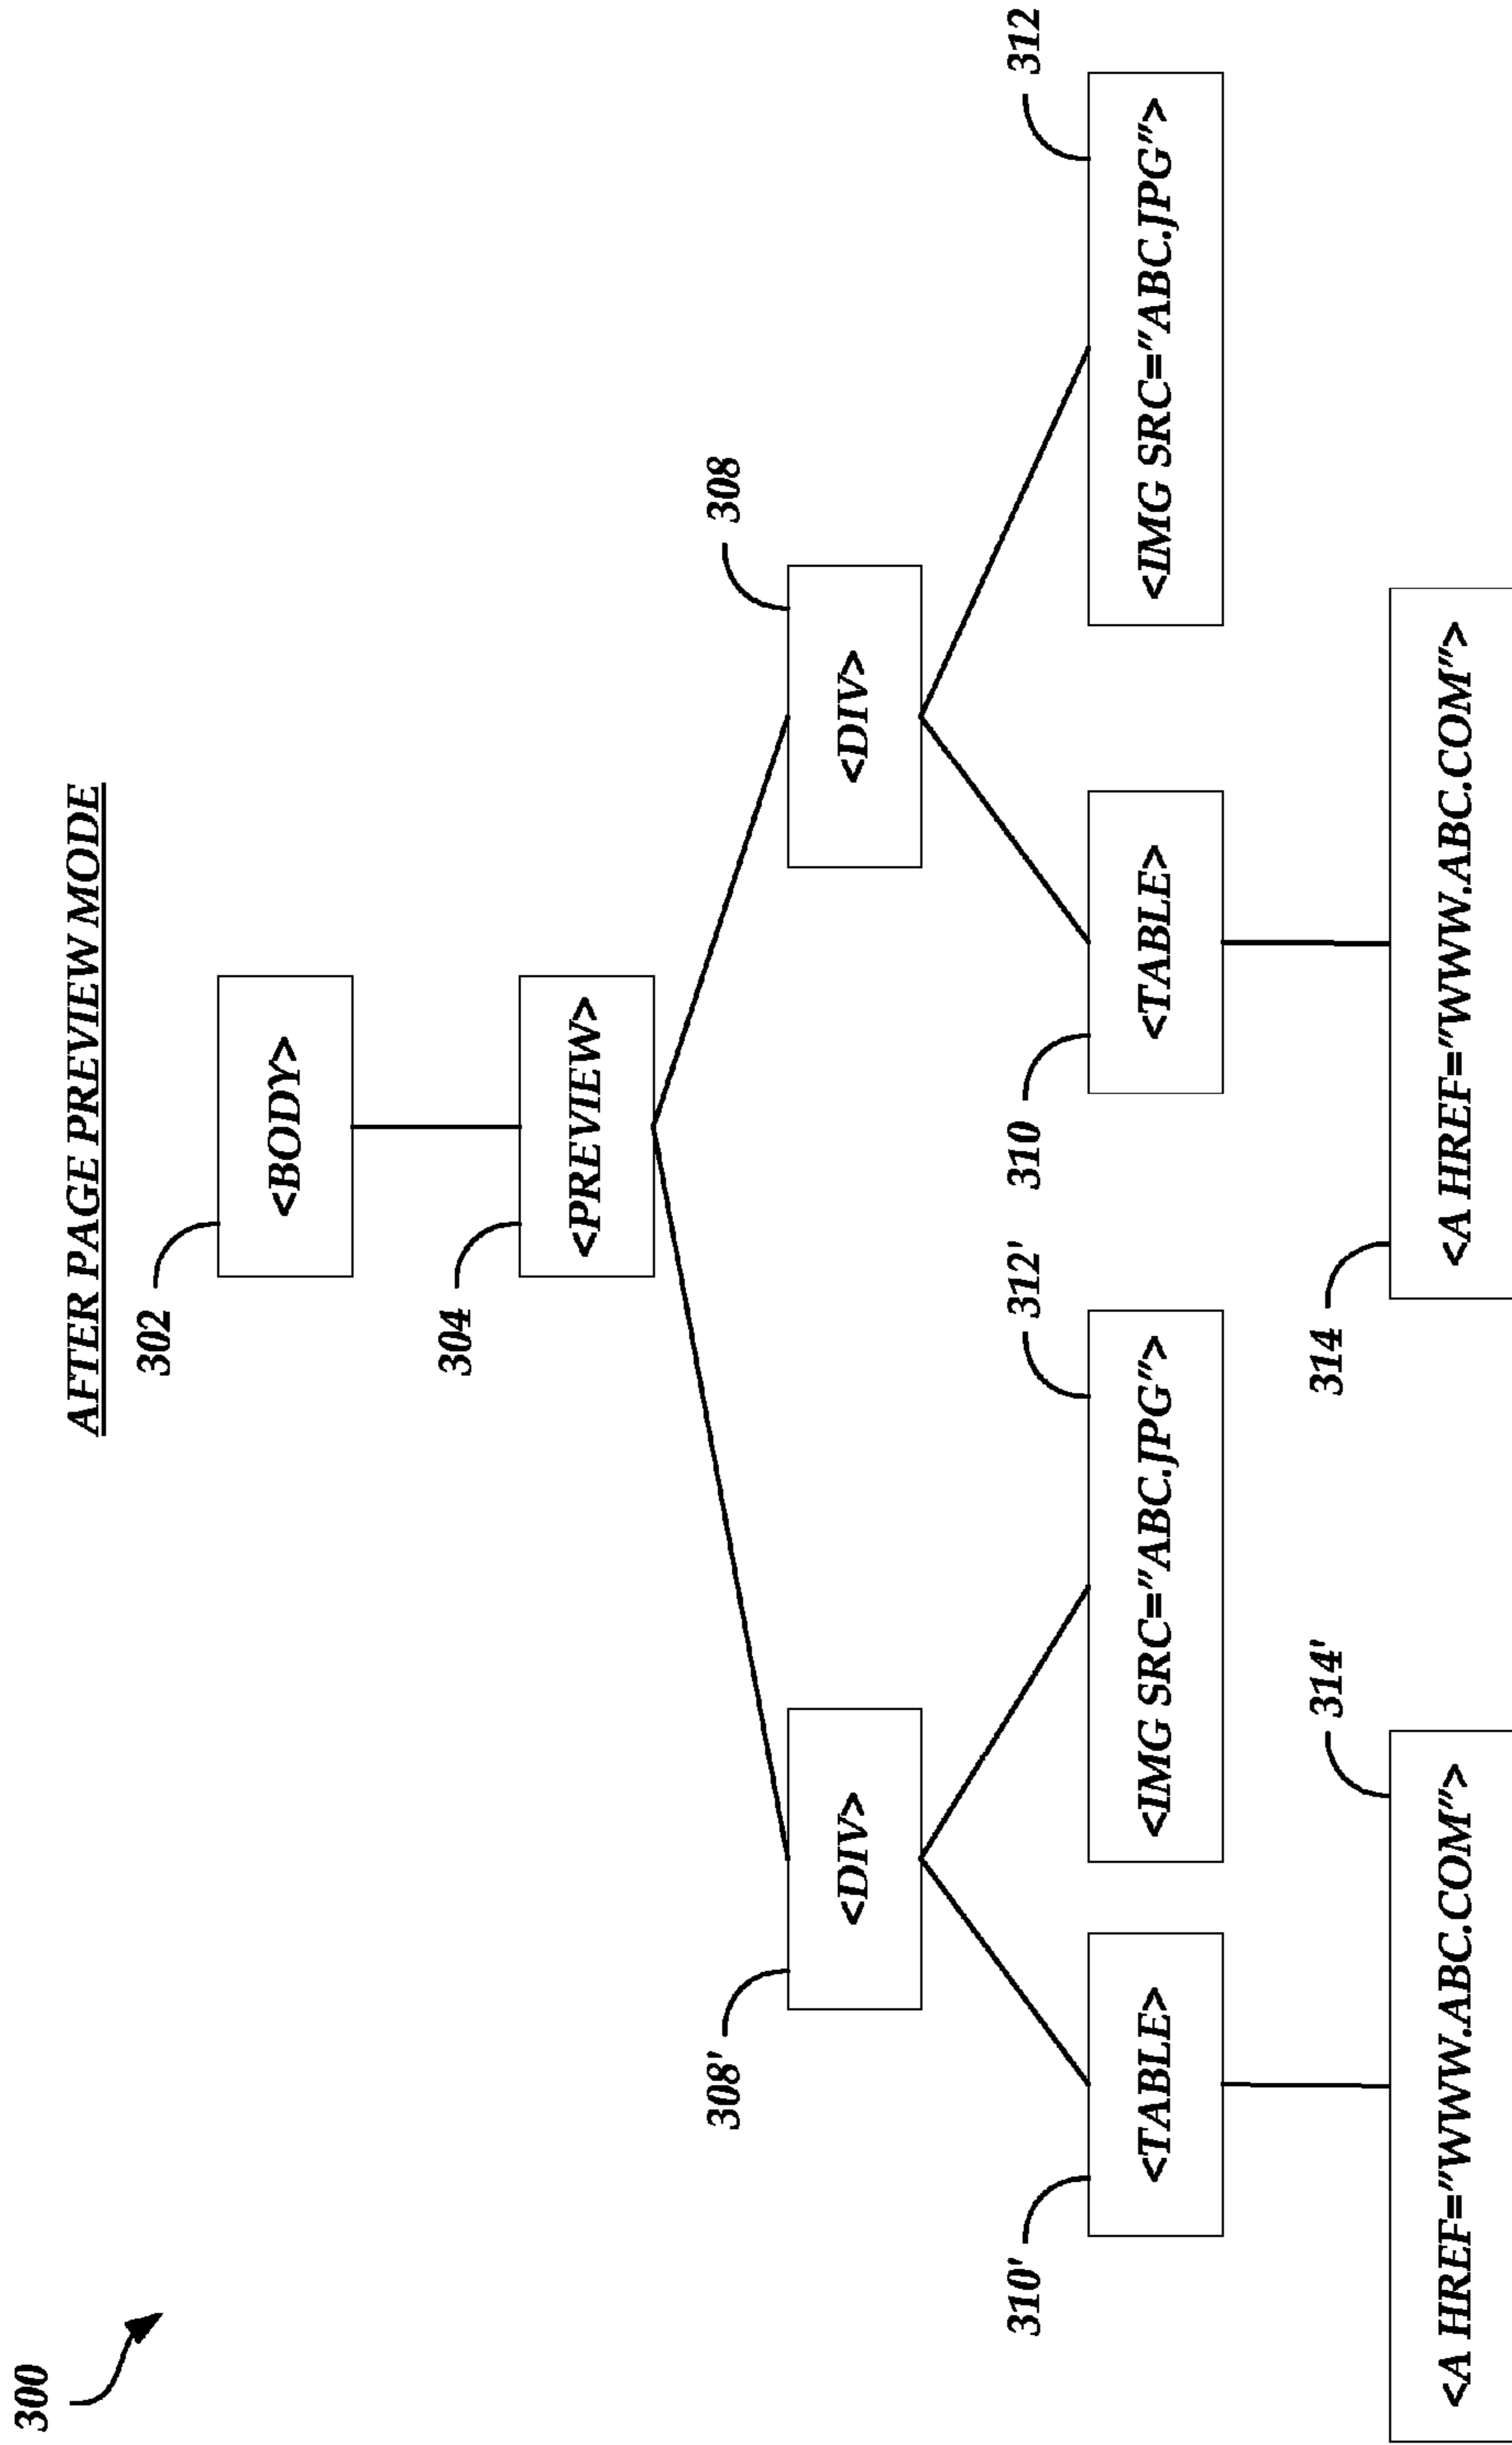 300
AFTER PAGE PREVIEW MODE
302
<BODY>
304
<PREVIEW>
308'
<DIV>
308
<DIV>
310'
<TABLE>
312'
<IMG SRC="ABC.JPG">
310
<TABLE>
312
<IMG SRC="ABC.JPG">
314'
<A HREF="WWW.ABC.COM">
314
<A HREF="WWW.ABC.COM">